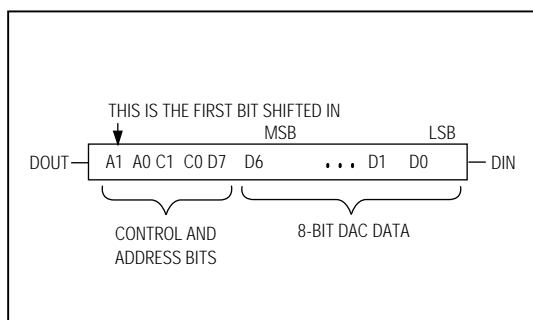 THIS IS THE FIRST BIT SHIFTED IN
MSB LSB
DOUT A1 A0 C1 C0 D7 D6 ... D1 D0 DIN
CONTROL AND
ADDRESS BITS
8-BIT DAC DATA